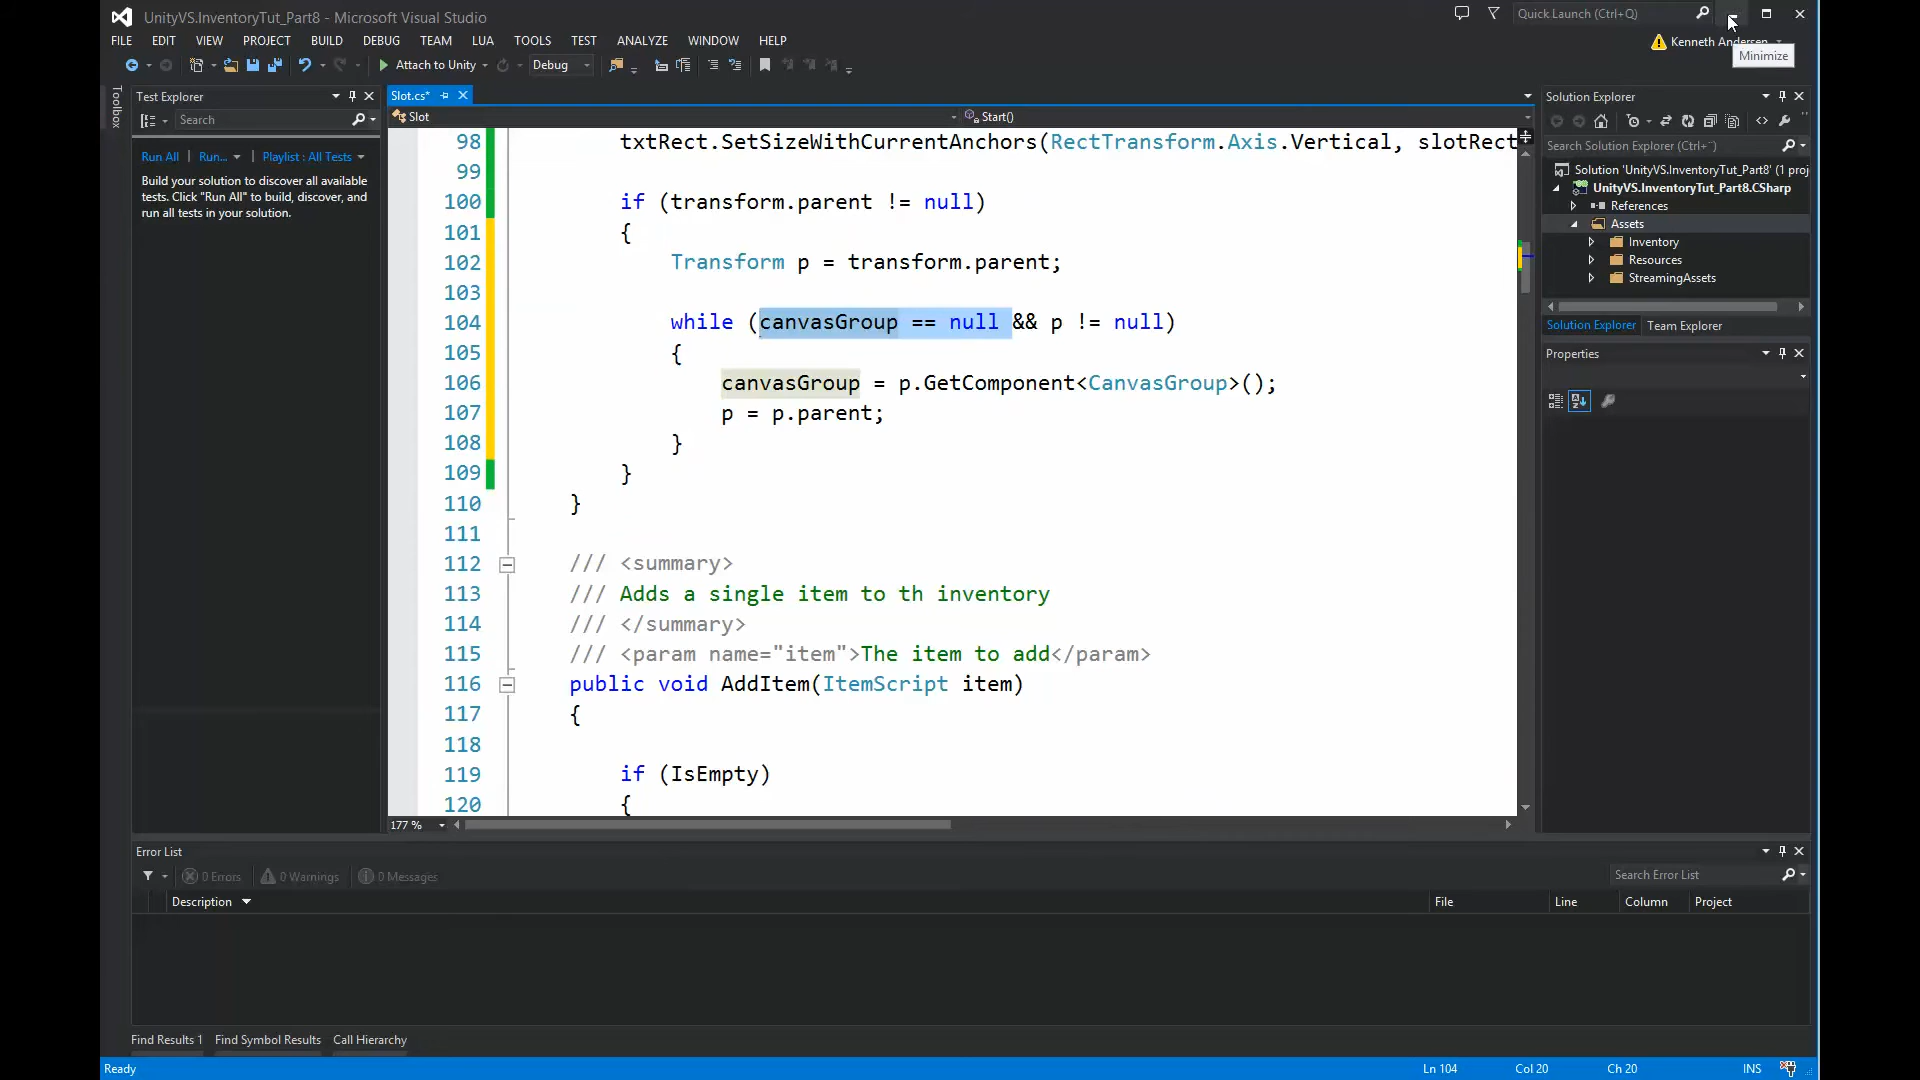 UnityVS.InventoryTut_Part8 - Microsoft Visual Studio
Quick Launch (Ctrl+Q)
FILE EDIT VIEW PROJECT BUILD DEBUG TEAM LUA TOOLS TEST ANALYZE WINDOW HELP
Kenneth Andersen
Minimize
Attach to Unity
Debug
Toolbox
Test Explorer
Search
Run All | Run... | Playlist : All Tests
Build your solution to discover all available
tests. Click "Run All" to build, discover, and
run all tests in your solution.
Slot.cs*
Slot
Start()
98 txtRect.SetSizeWithCurrentAnchors(RectTransform.Axis.Vertical, slotRect
99
100 if (transform.parent != null)
101 {
102 Transform p = transform.parent;
103
104 while (canvasGroup == null && p != null)
105 {
106 canvasGroup = p.GetComponent<CanvasGroup>();
107 p = p.parent;
108 }
109 }
110 }
111
112 /// <summary>
113 /// Adds a single item to th inventory
114 /// </summary>
115 /// <param name="item">The item to add</param>
116 public void AddItem(ItemScript item)
117 {
118
119 if (IsEmpty)
120 {
177 %
Solution Explorer
Search Solution Explorer (Ctrl+¨)
Solution 'UnityVS.InventoryTut_Part8' (1 proj
UnityVS.InventoryTut_Part8.CSharp
References
Assets
Inventory
Resources
StreamingAssets
Solution Explorer Team Explorer
Properties
Error List
0 Errors 0 Warnings 0 Messages
Search Error List
Description File Line Column Project
Find Results 1 Find Symbol Results Call Hierarchy
Ready Ln 104 Col 20 Ch 20 INS